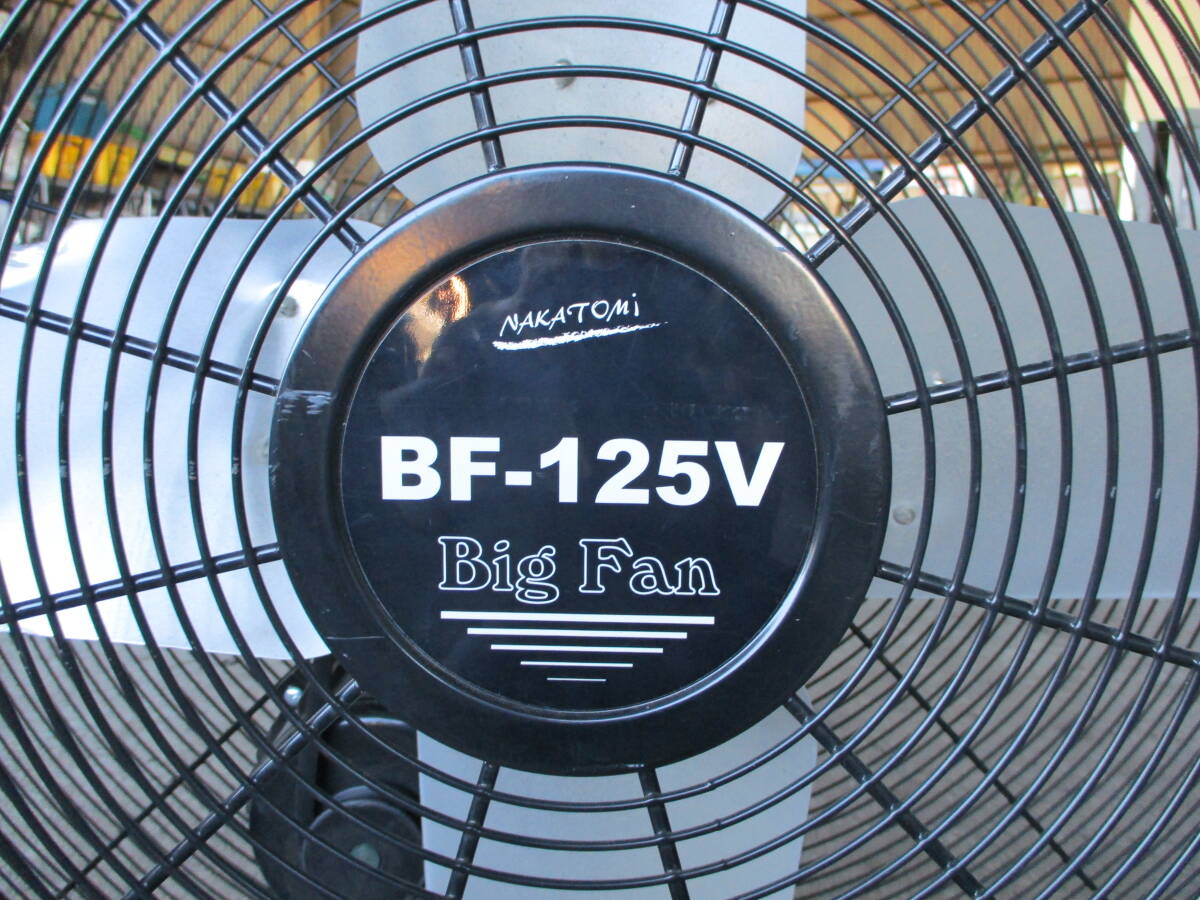 NAKATOMI
BF-125V
Big Fan